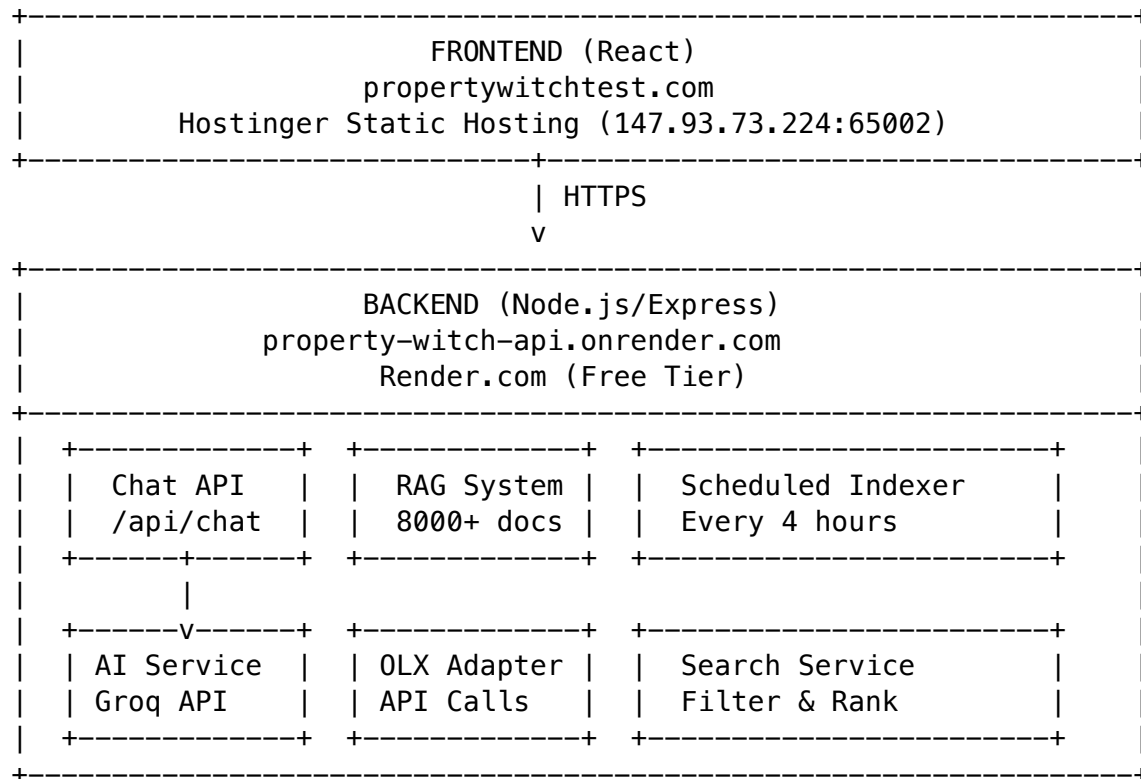 FRONTEND (React)
propertywitchtest.com
Hostinger Static Hosting (147.93.73.224:65002)
| HTTPS
v
BACKEND (Node.js/Express)
property-witch-api.onrender.com
Render.com (Free Tier)
| Chat API | | RAG System | | Scheduled Indexer |
| /api/chat | | 8000+ docs | | Every 4 hours |
v
| AI Service | | OLX Adapter | | Search Service |
| Groq API | | API Calls | | Filter & Rank |